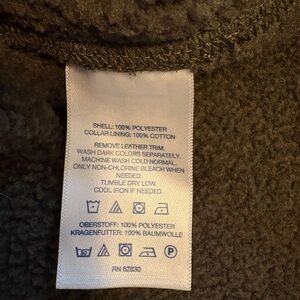 SHELL: 100% POLYESTER
COLLAR LINING: 100% COTTON
REMOVE LEATHER TRIM.
WASH DARK COLORS SEPARATELY.
MACHINE WASH COLD NORMAL.
ONLY NON-CHLORINE BLEACH WHEN
NEEDED.
TUMBLE DRY LOW.
COOL IRON IF NEEDED.
OBERSTOFF: 100% POLYESTER
KRAGENFUTTER: 100% BAUMWOLLE
P
RN 62830